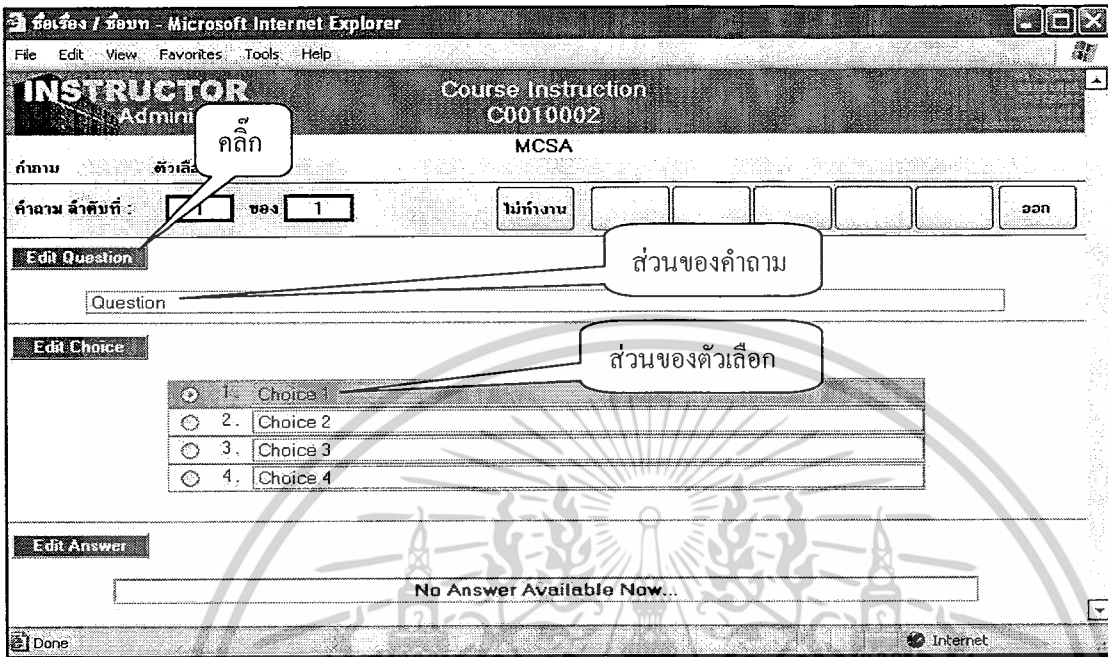 ชื่อเรื่อง / ชื่อบท - Microsoft Internet Explorer
File Edit View Favorites Tools Help
INSTRUCTOR
Course Instruction
C0010002
คลิ๊ก
MCSA
คำถาม
คำถาม ลำดับที่ : 1 ของ 1 ไม่ทำงาน ออก
Edit Question
ส่วนของคำถาม
Question
Edit Choice
ส่วนของตัวเลือก
1. Choice 1
2. Choice 2
3. Choice 3
4. Choice 4
Edit Answer
No Answer Available Now...
Done Internet